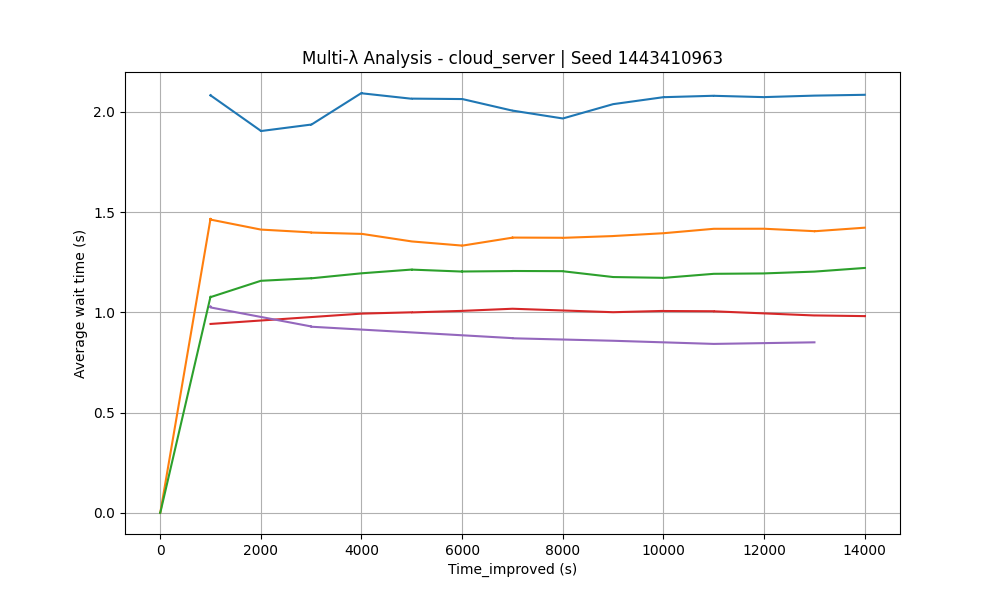 Multi-λ Analysis - cloud_server | Seed 1443410963
Average wait time (s)
2.0
1.5
1.0
0.5
0.0
0 2000 4000 6000 8000 10000 12000 14000
Time_improved (s)